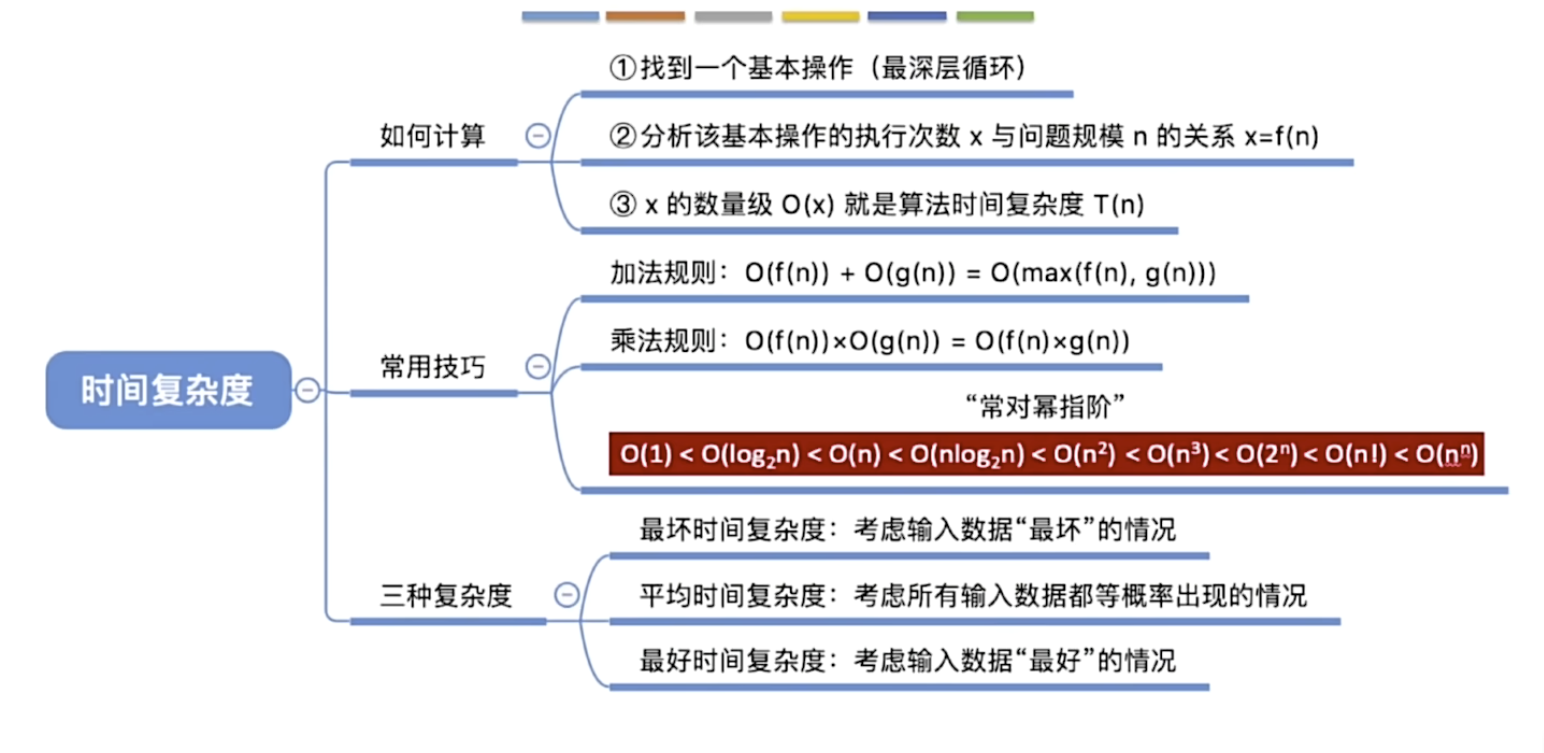 时间复杂度
如何计算
①找到一个基本操作（最深层循环）
②分析该基本操作的执行次数 x 与问题规模 n 的关系 x=f(n)
③ x 的数量级 O(x) 就是算法时间复杂度 T(n)
常用技巧
加法规则：O(f(n)) + O(g(n)) = O(max(f(n), g(n)))
乘法规则：O(f(n))×O(g(n)) = O(f(n)×g(n))
“常对幂指阶”
O(1) < O(log₂n) < O(n) < O(nlog₂n) < O(n²) < O(n³) < O(2ⁿ) < O(n!) < O(nⁿ)
三种复杂度
最坏时间复杂度：考虑输入数据“最坏”的情况
平均时间复杂度：考虑所有输入数据都等概率出现的情况
最好时间复杂度：考虑输入数据“最好”的情况